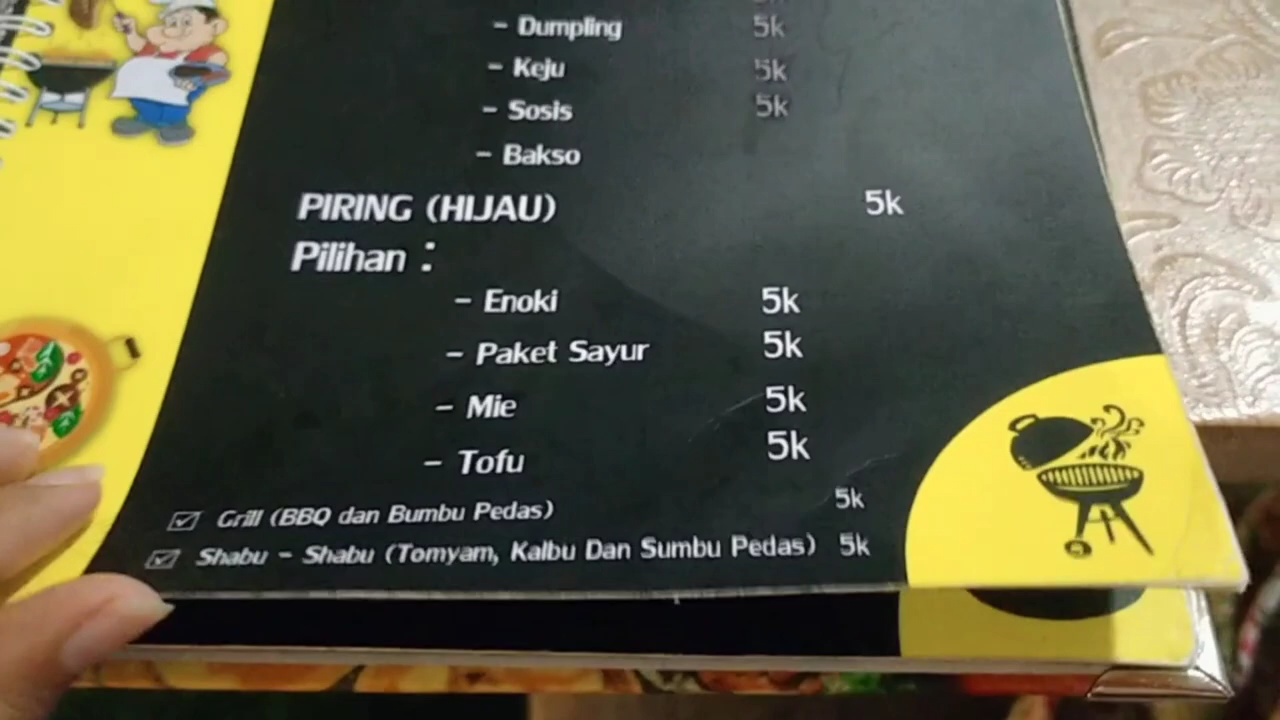 - Dumpling 5k
- Keju 5k
- Sosis 5k
- Bakso
PIRING (HIJAU) 5k
Pilihan :
- Enoki 5k
- Paket Sayur 5k
- Mie 5k
- Tofu 5k
Grill (BBQ dan Bumbu Pedas) 5k
Shabu - Shabu (Tomyam, Kalbu Dan Sumbu Pedas) 5k